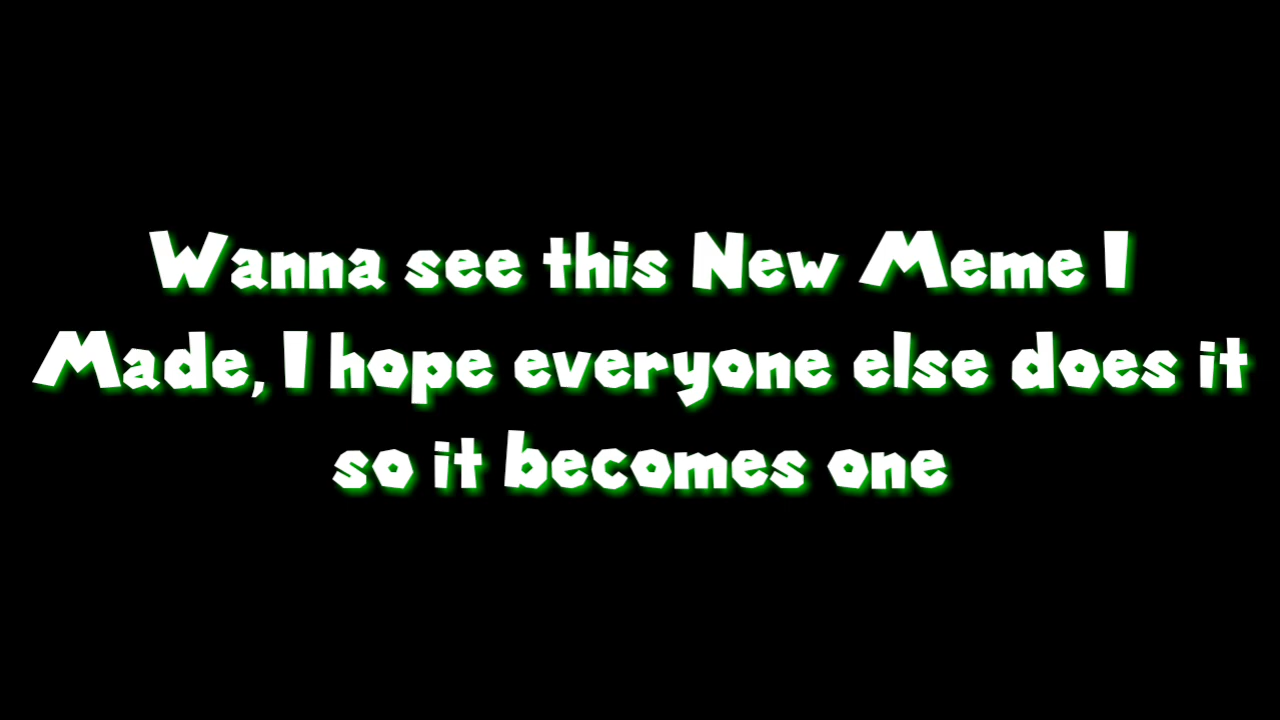 Wanna see this New Meme I
Made, I hope everyone else does it
so it becomes one